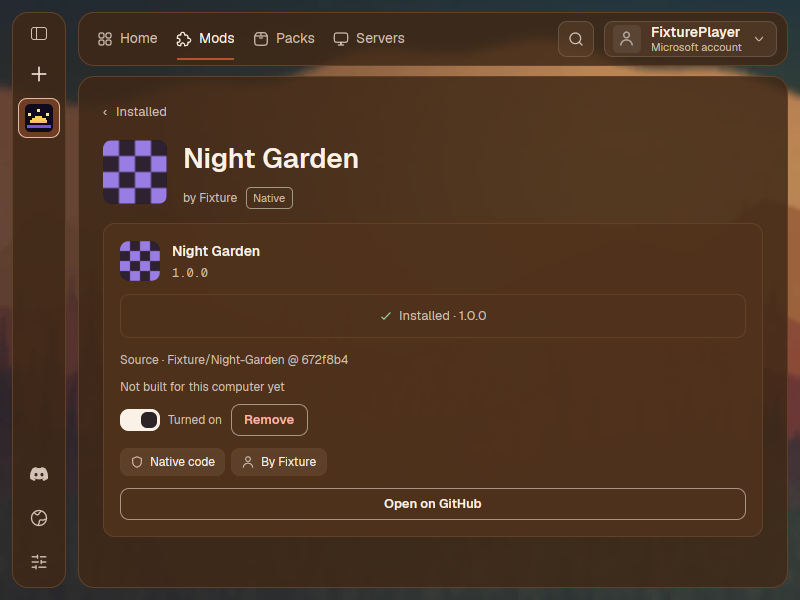 Home
Mods
Packs
Servers
FixturePlayer
Microsoft account
‹ Installed
Night Garden
by Fixture
Native
Night Garden
1.0.0
Installed · 1.0.0
Source · Fixture/Night-Garden @ 672f8b4
Not built for this computer yet
Turned on
Remove
Native code
By Fixture
Open on GitHub